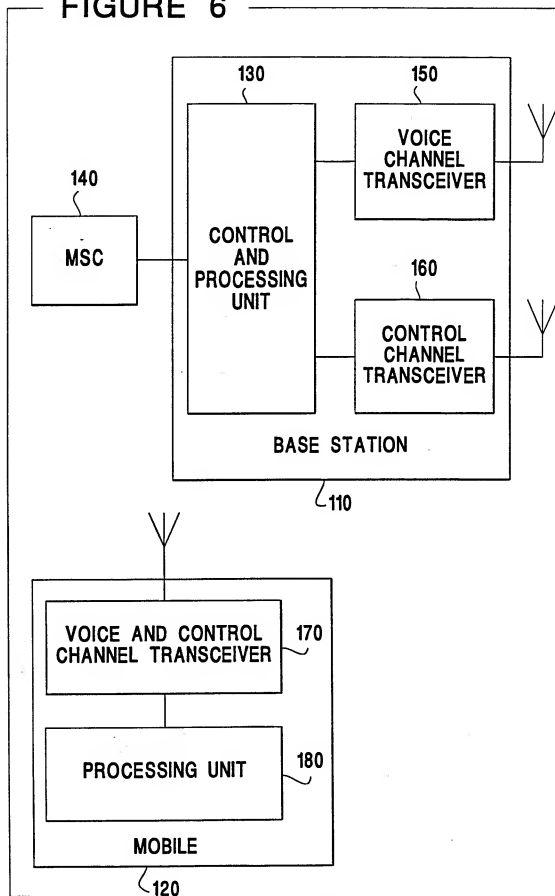 FIGURE 6
130
150
VOICE
CHANNEL
TRANSCEIVER
140
MSC
CONTROL
AND
PROCESSING
UNIT
160
CONTROL
CHANNEL
TRANSCEIVER
BASE STATION
110
VOICE AND CONTROL
CHANNEL TRANSCEIVER
170
PROCESSING UNIT
180
MOBILE
120